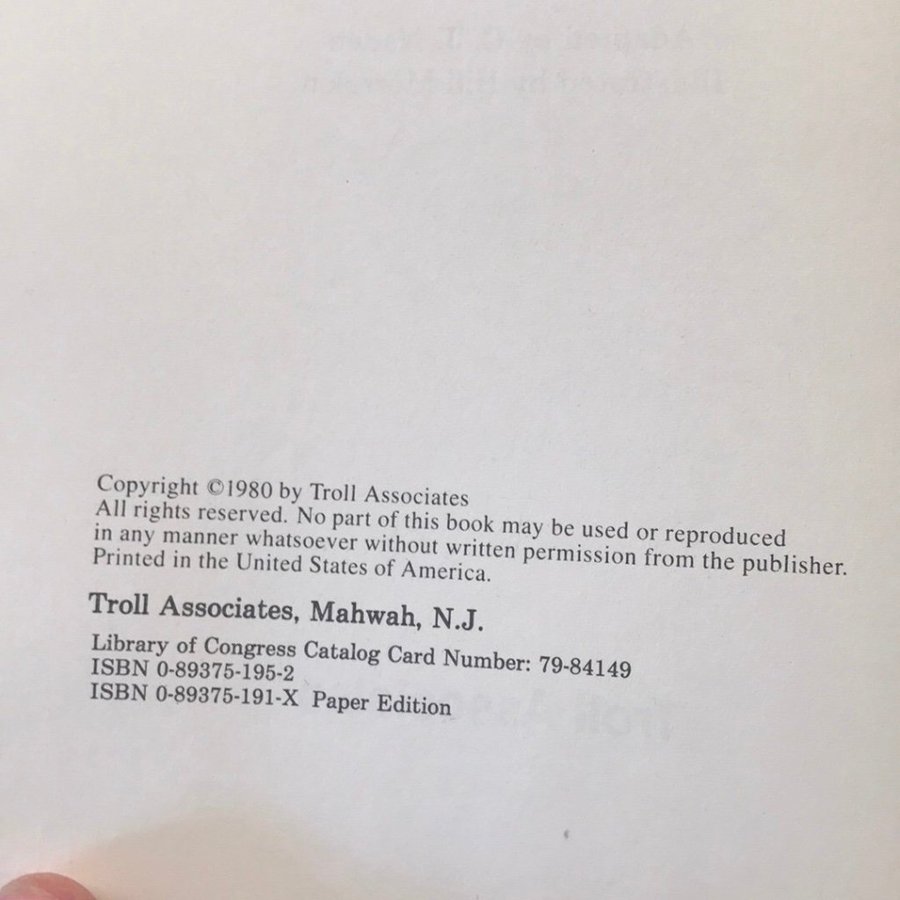 Copyright ©1980 by Troll Associates
All rights reserved. No part of this book may be used or reproduced
in any manner whatsoever without written permission from the publisher.
Printed in the United States of America.
Troll Associates, Mahwah, N.J.
Library of Congress Catalog Card Number: 79-84149
ISBN 0-89375-195-2
ISBN 0-89375-191-X Paper Edition